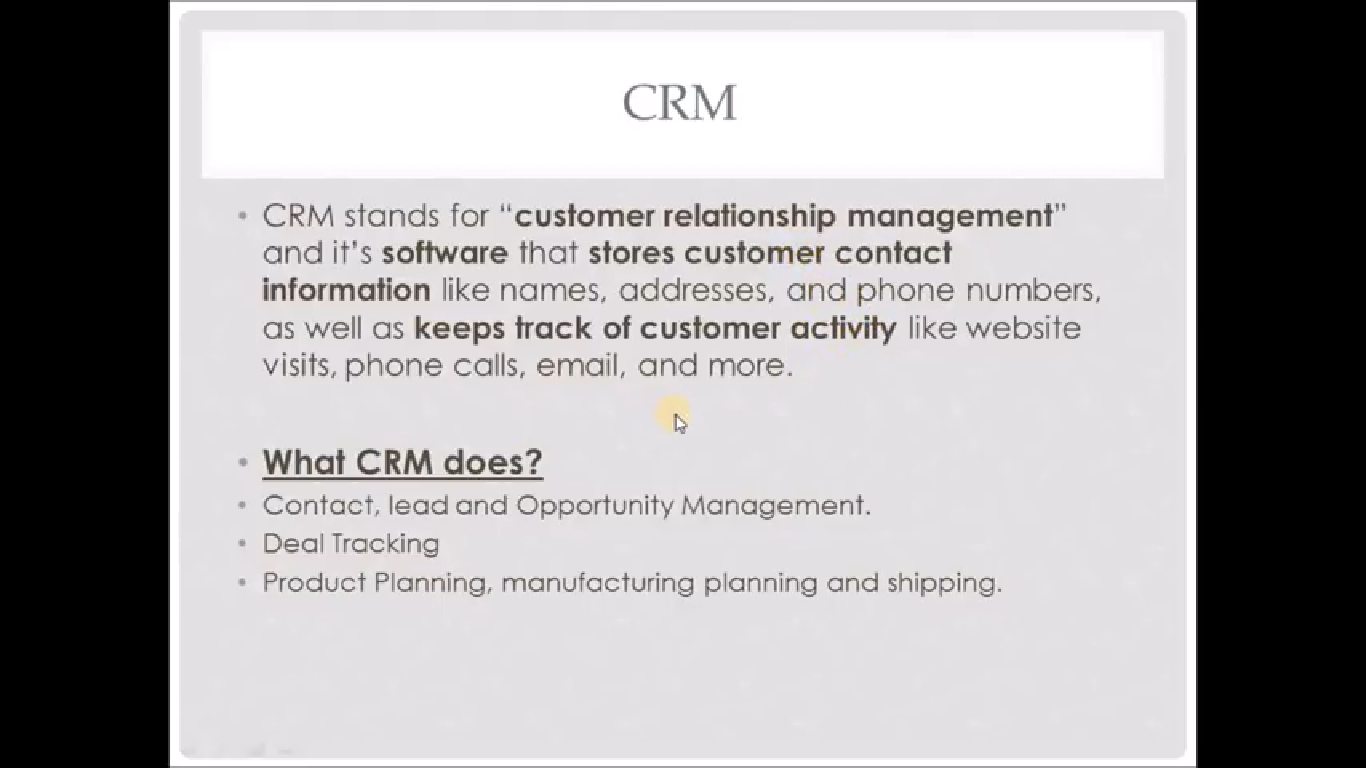 CRM
• CRM stands for “customer relationship management”
and it’s software that stores customer contact
information like names, addresses, and phone numbers,
as well as keeps track of customer activity like website
visits, phone calls, email, and more.
• What CRM does?
• Contact, lead and Opportunity Management.
• Deal Tracking
• Product Planning, manufacturing planning and shipping.